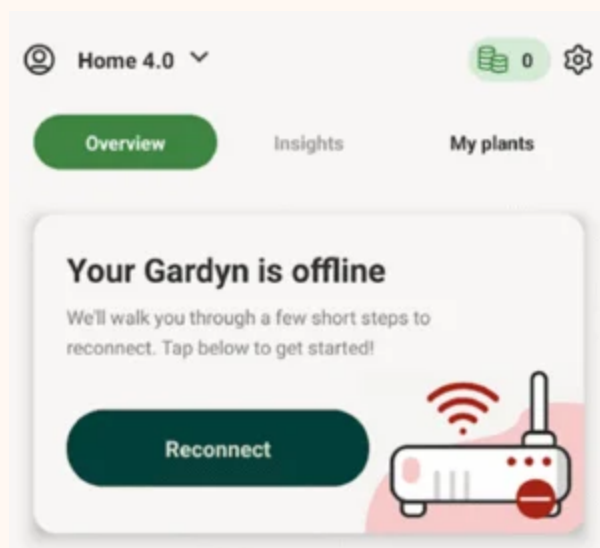 Home 4.0
0
Overview
Insights
My plants
Your Gardyn is offline
We'll walk you through a few short steps to
reconnect. Tap below to get started!
Reconnect